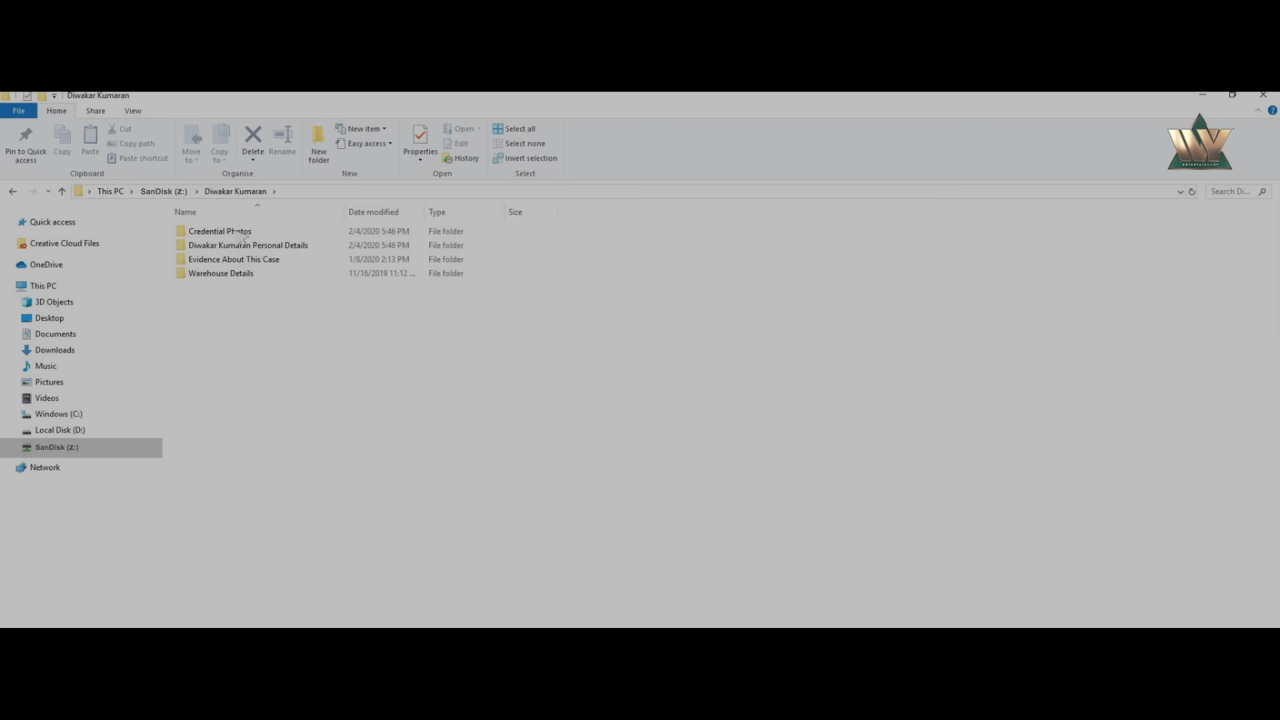 Diwakar Kumaran
File Home Share View
Pin to Quick access
Copy
Paste
Cut
Copy path
Paste shortcut
Clipboard
Move to
Copy to
Delete
Rename
Organise
New folder
New item
Easy access
New
Properties
Open
Edit
History
Open
Select all
Select none
Invert selection
Select
This PC > SanDisk (Z:) > Diwakar Kumaran >
Search Di...
Name Date modified Type Size
Credential Photos 2/4/2020 5:46 PM File folder
Diwakar Kumaran Personal Details 2/4/2020 5:46 PM File folder
Evidence About This Case 1/8/2020 2:13 PM File folder
Warehouse Details 11/16/2019 11:12 ... File folder
Quick access
Creative Cloud Files
OneDrive
This PC
3D Objects
Desktop
Documents
Downloads
Music
Pictures
Videos
Windows (C:)
Local Disk (D:)
SanDisk (Z:)
Network
ENTERTAINMENT